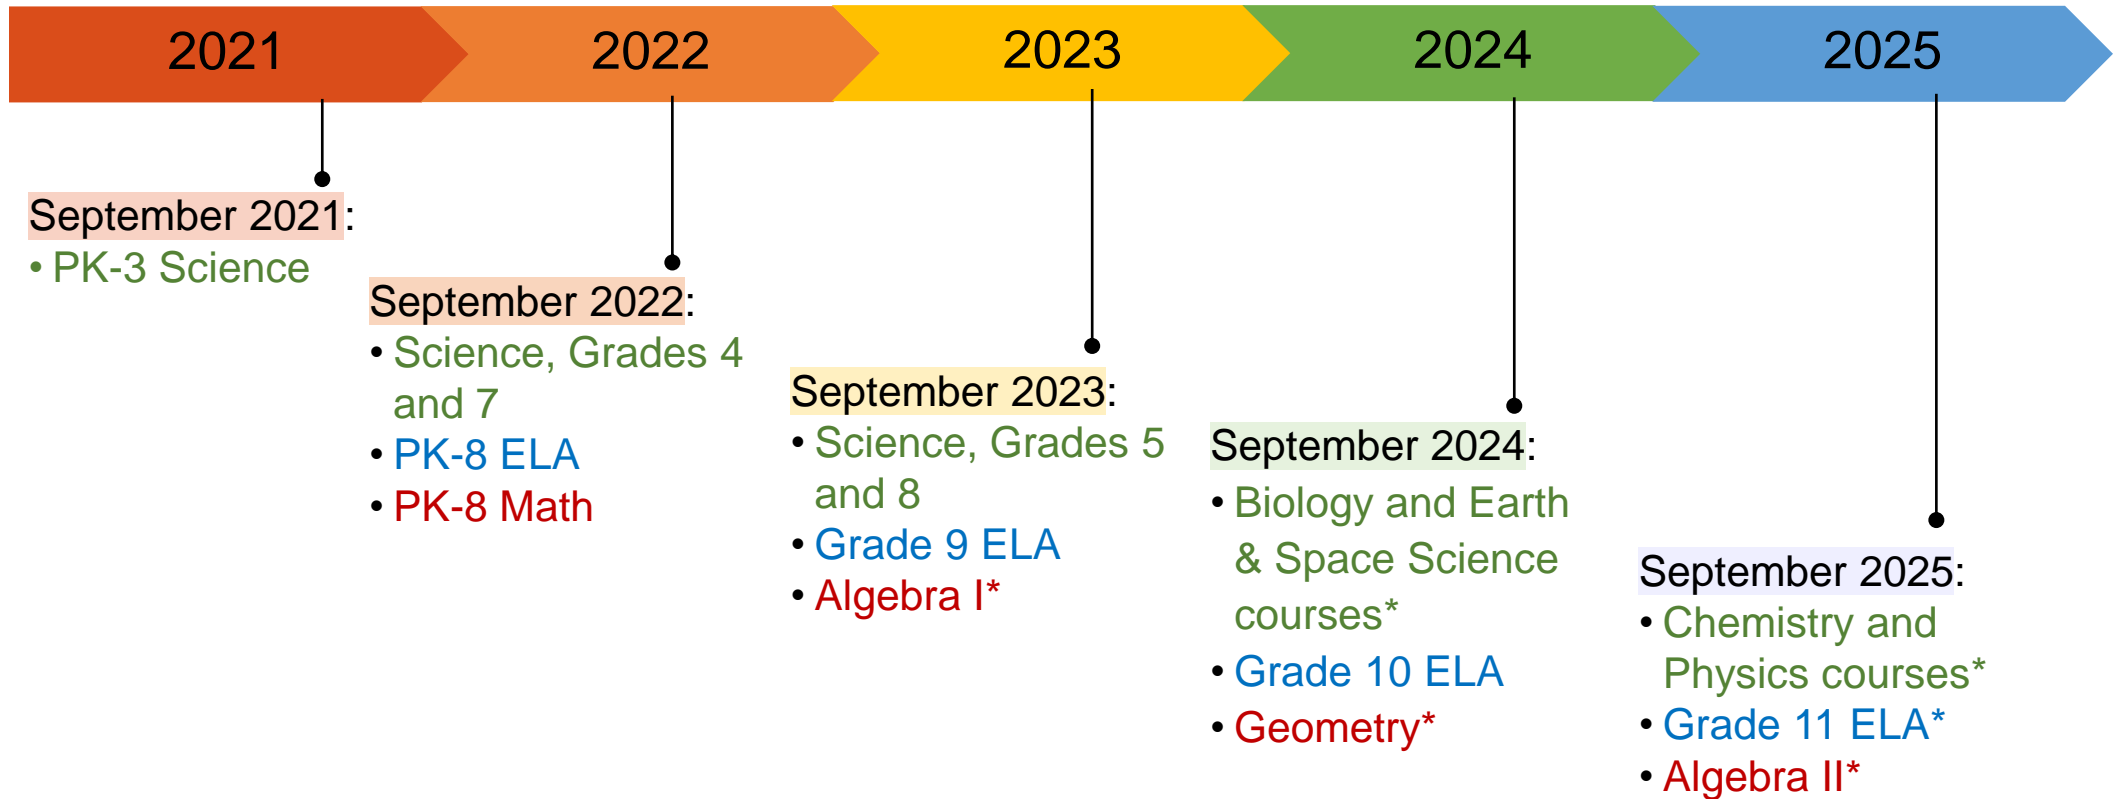 2021
2022
2023
2024
2025
September 2021:
• PK-3 Science
September 2022:
• Science, Grades 4
and 7
• PK-8 ELA
• PK-8 Math
September 2023:
• Science, Grades 5
and 8
• Grade 9 ELA
• Algebra I*
September 2024:
• Biology and Earth
& Space Science
courses*
• Grade 10 ELA
• Geometry*
September 2025:
• Chemistry and
Physics courses*
• Grade 11 ELA*
• Algebra II*